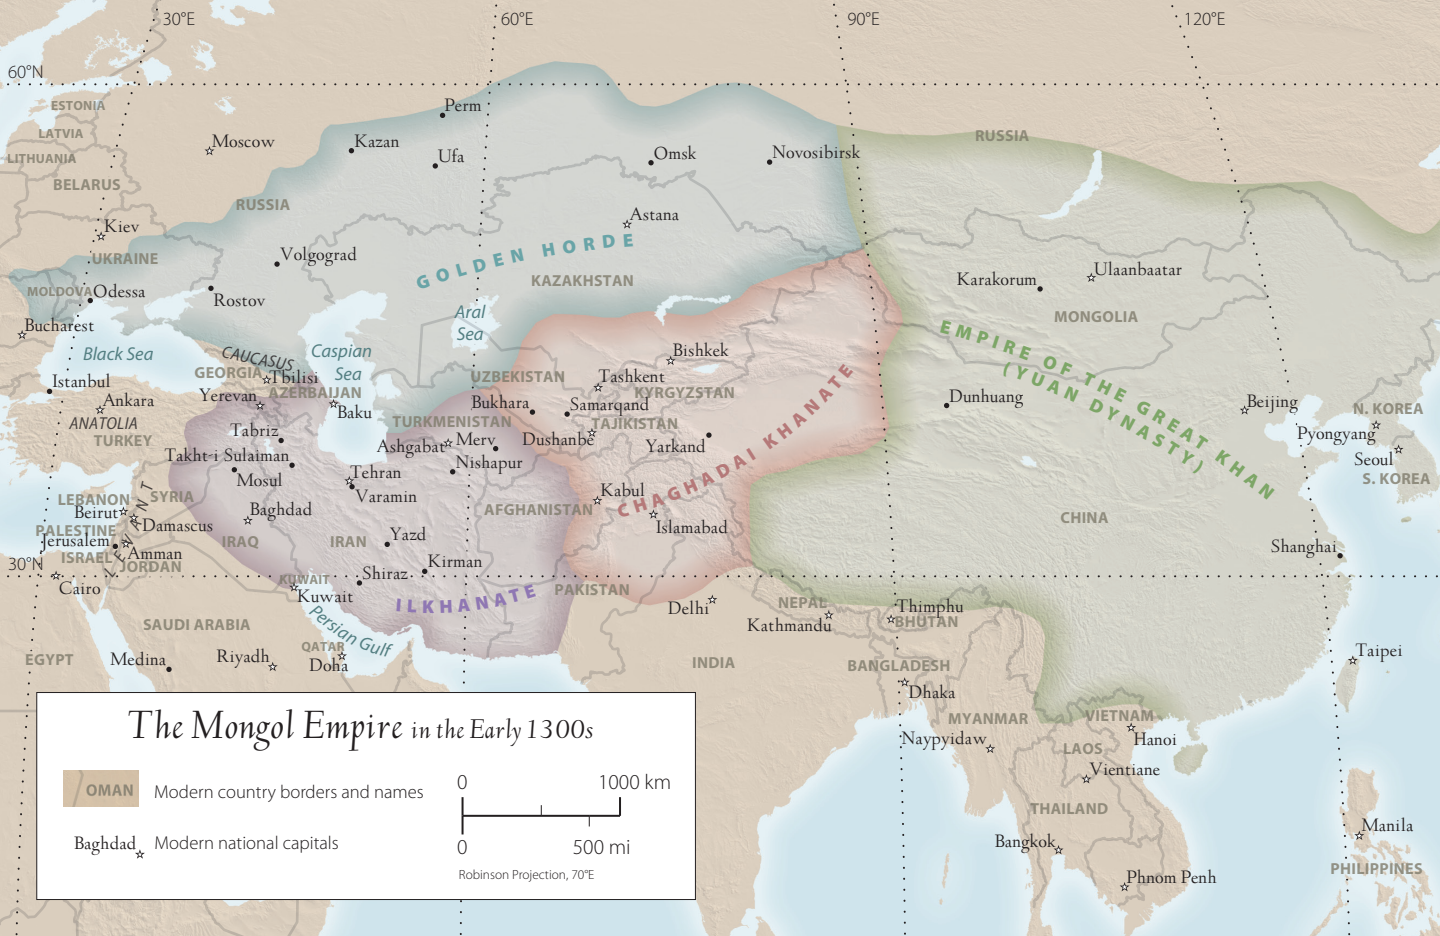 30°E
60°E
90°E
120°E
60°N
ESTONIA
Perm
LATVIA
Moscow
Kazan
RUSSIA
LITHUANIA
Ufa
Omsk
Novosibirsk
BELARUS
RUSSIA
Astana
Kiev
GOLDEN HORDE
UKRAINE
Volgograd
KAZAKHSTAN
Karakorum
Ulaanbaatar
MOLDOVA
Odessa
Rostov
Aral
Sea
MONGOLIA
Bucharest
EMPIRE OF THE GREAT KHAN
(YUAN DYNASTY)
Black Sea
CAUCASUS
Caspian
Sea
Bishkek
GEORGIA
Tbilisi
UZBEKISTAN
Tashkent
Istanbul
Ankara
Yerevan
AZERBAIJAN
KYRGYZSTAN
Dunhuang
Beijing
N. KOREA
Baku
Bukhara
Samarqand
ANATOLIA
TURKEY
TURKMENISTAN
TAJIKISTAN
Pyongyang
Tabriz
Ashgabat
Merv
Dushanbe
Yarkand
CHAGHADAI KHANATE
Seoul
Takht-i Sulaiman
Nishapur
S. KOREA
Mosul
Tehran
Varamin
Kabul
LEBANON
SYRIA
Beirut
LEVANT
Baghdad
AFGHANISTAN
Islamabad
CHINA
Damascus
PALESTINE
Jerusalem
IRAQ
IRAN
Yazd
Shanghai
ISRAEL
Amman
JORDAN
30°N
Kirman
Shiraz
KUWAIT
Kuwait
Cairo
ILKHANATE
PAKISTAN
Delhi
NEPAL
Kathmandu
Thimphu
BHUTAN
Persian Gulf
SAUDI ARABIA
QATAR
Doha
EGYPT
Medina
Riyadh
INDIA
BANGLADESH
Dhaka
Taipei
MYANMAR
VIETNAM
Naypyidaw
Hanoi
LAOS
Vientiane
THAILAND
Bangkok
Manila
PHILIPPINES
Phnom Penh
The Mongol Empire in the Early 1300s
OMAN
Modern country borders and names
Baghdad
Modern national capitals
0
1000 km
0
500 mi
Robinson Projection, 70°E